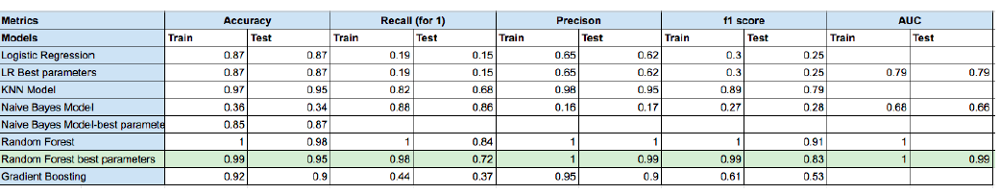 Metrics Accuracy Recall (for 1) Precison f1 score AUC
Models Train Test Train Test Train Test Train Test Train Test
Logistic Regression 0.87 0.87 0.19 0.15 0.65 0.62 0.3 0.25
LR Best parameters 0.87 0.87 0.19 0.15 0.65 0.62 0.3 0.25 0.79 0.79
KNN Model 0.97 0.95 0.82 0.68 0.98 0.95 0.89 0.79
Naive Bayes Model 0.36 0.34 0.88 0.86 0.16 0.17 0.27 0.28 0.68 0.66
Naive Bayes Model-best paramete 0.85 0.87
Random Forest 1 0.98 1 0.84 1 1 1 0.91 1
Random Forest best parameters 0.99 0.95 0.98 0.72 1 0.99 0.99 0.83 1 0.99
Gradient Boosting 0.92 0.9 0.44 0.37 0.95 0.9 0.61 0.53